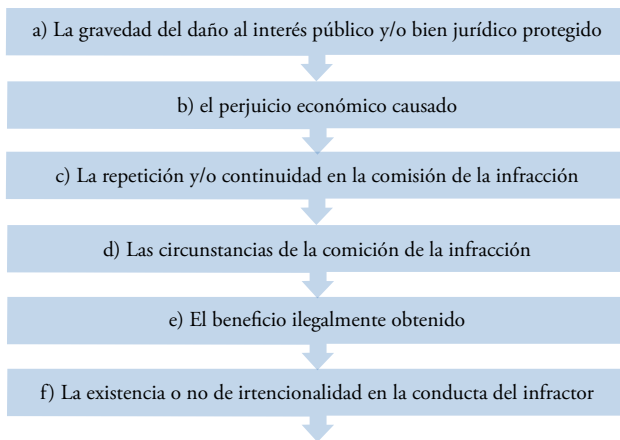 a) La gravedad del daño al interés público y/o bien jurídico protegido
b) el perjuicio económico causado
c) La repetición y/o continuidad en la comisión de la infracción
d) Las circunstancias de la comición de la infracción
e) El beneficio ilegalmente obtenido
f) La existencia o no de irtencionalidad en la conducta del infractor